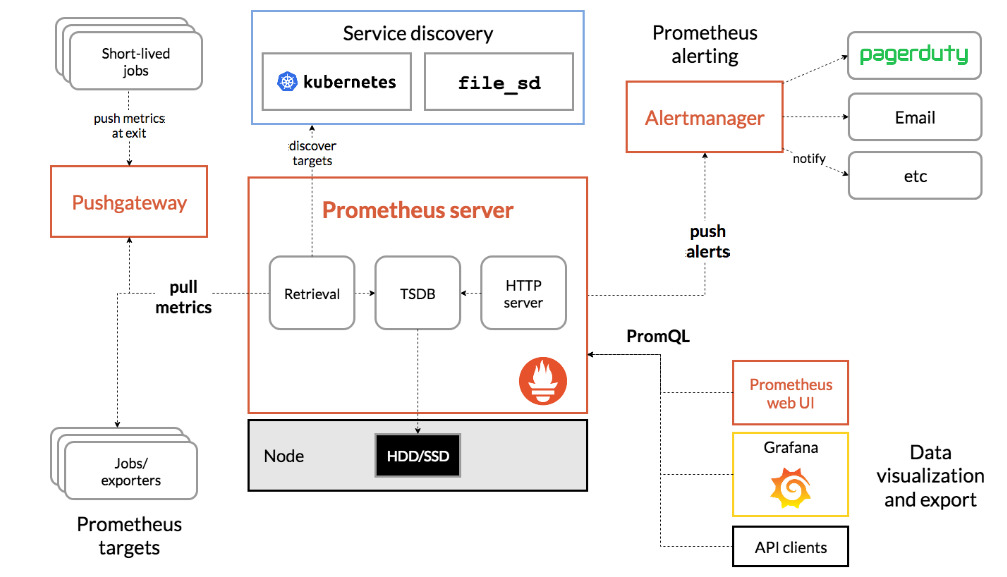 Short-lived
jobs
push metrics
at exit
Pushgateway
Service discovery
kubernetes
file_sd
discover
targets
Prometheus
alerting
Alertmanager
pagerduty
Email
notify
etc
Prometheus server
Retrieval
TSDB
HTTP
server
pull
metrics
push
alerts
PromQL
Node
HDD/SSD
Jobs/
exporters
Prometheus
targets
Prometheus
web UI
Grafana
API clients
Data
visualization
and export